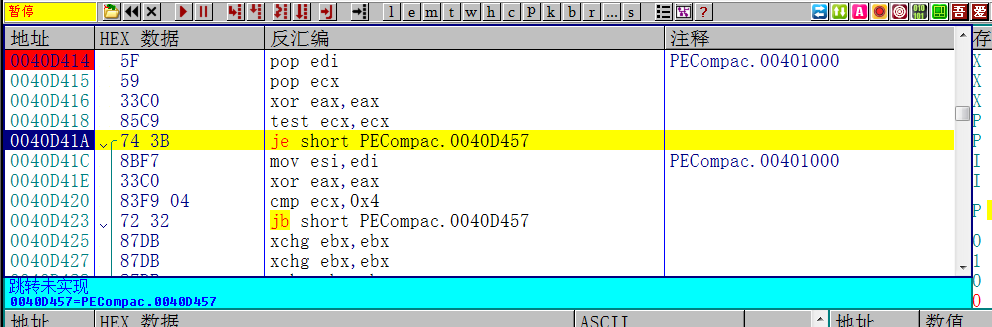 暂停 l e m t w h c p k b r ... s ? A 吾 爱
地址 HEX 数据 反汇编 注释 存
0040D414 5F pop edi PECompac.00401000 X
0040D415 59 pop ecx X
0040D416 33C0 xor eax,eax X
0040D418 85C9 test ecx,ecx P
0040D41A 74 3B je short PECompac.0040D457 P
0040D41C 8BF7 mov esi,edi PECompac.00401000 I
0040D41E 33C0 xor eax,eax I
0040D420 83F9 04 cmp ecx,0x4
0040D423 72 32 jb short PECompac.0040D457 P
0040D425 87DB xchg ebx,ebx 0
0040D427 87DB xchg ebx,ebx 1
0
跳转未实现
0040D457=PECompac.0040D457 0
地址 HEX 数据 ASCII 地址 数值